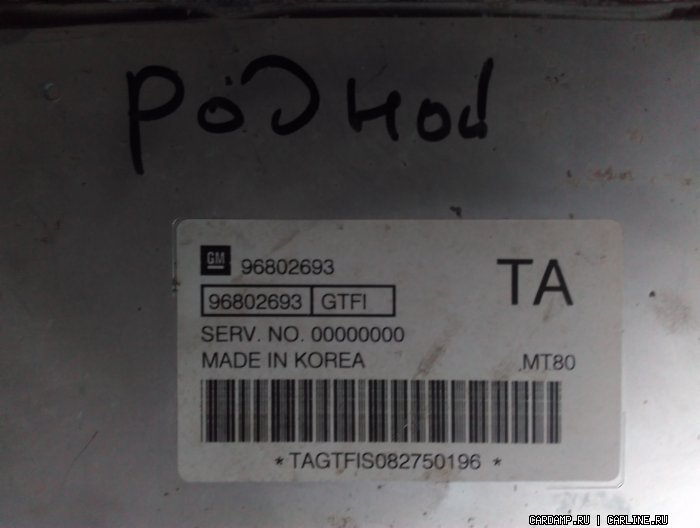 родной
GM 96802693
TA
96802693 GTFI
SERV. NO. 00000000
MADE IN KOREA
MT80
*TAGTFIS082750196 *
CARDAMP.RU | CARLINE.RU